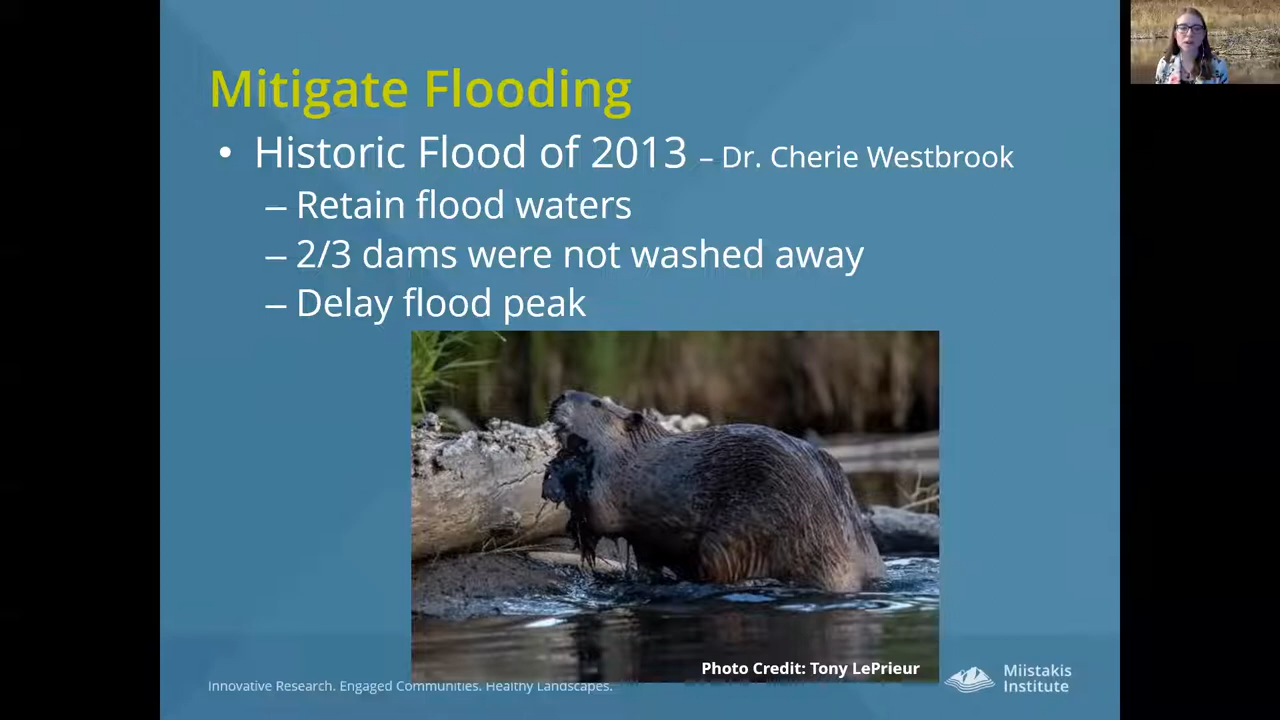 Mitigate Flooding
• Historic Flood of 2013 – Dr. Cherie Westbrook
– Retain flood waters
– 2/3 dams were not washed away
– Delay flood peak
Photo Credit: Tony LePrieur
Innovative Research. Engaged Communities. Healthy Landscapes.
Miistakis
Institute